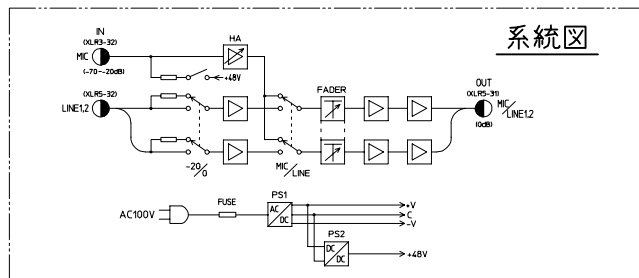 系統図
IN
(XLR3-32)
MIC
(-70~-20dB)
HA
+48V
(XLR5-32)
LINE1,2
-20/0
MIC/LINE
FADER
OUT
(XLR5-31)
MIC/LINE1.2
(0dB)
AC100V
FUSE
PS1
AC/DC
+V
C
-V
PS2
DC/DC
+48V